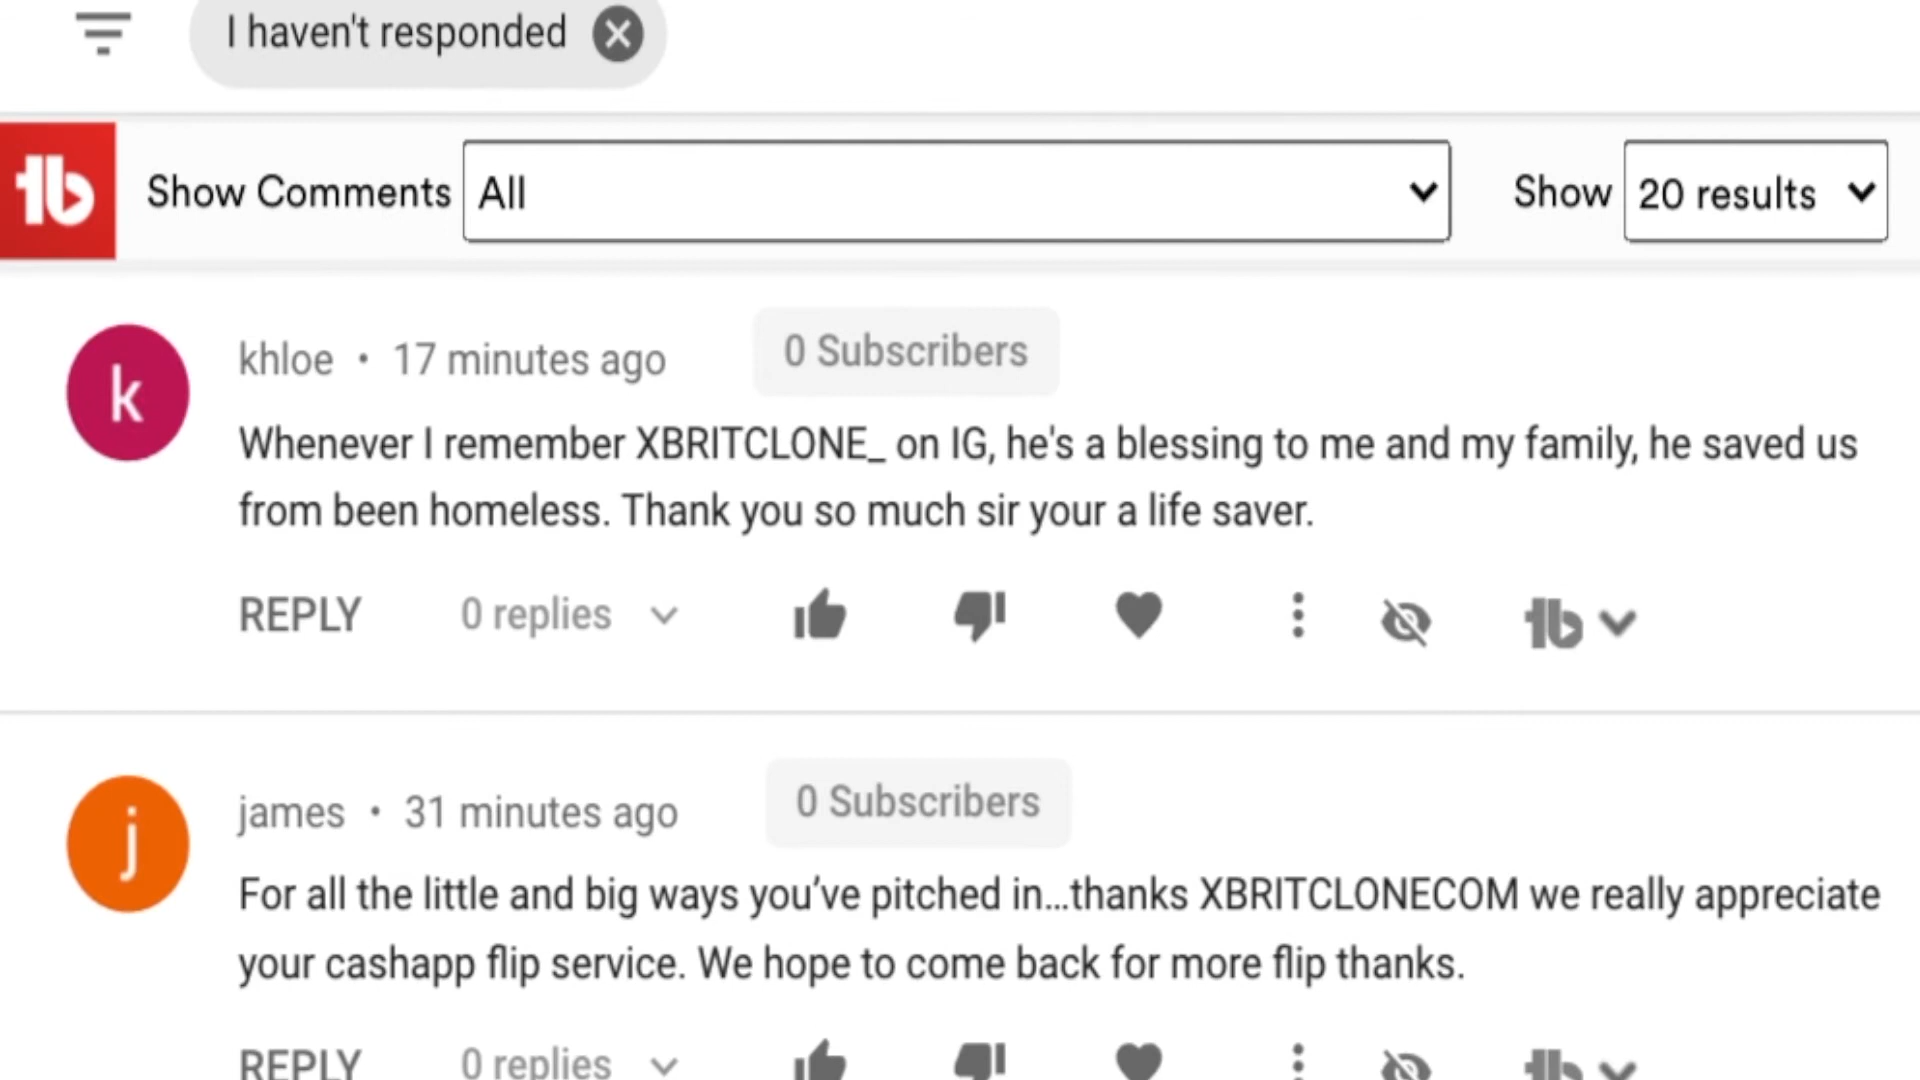 I haven't responded
tb Show Comments All Show 20 results
k khloe • 17 minutes ago 0 Subscribers
Whenever I remember XBRITCLONE_ on IG, he's a blessing to me and my family, he saved us
from been homeless. Thank you so much sir your a life saver.
REPLY 0 replies tb
j james • 31 minutes ago 0 Subscribers
For all the little and big ways you’ve pitched in...thanks XBRITCLONECOM we really appreciate
your cashapp flip service. We hope to come back for more flip thanks.
REPLY 0 replies tb